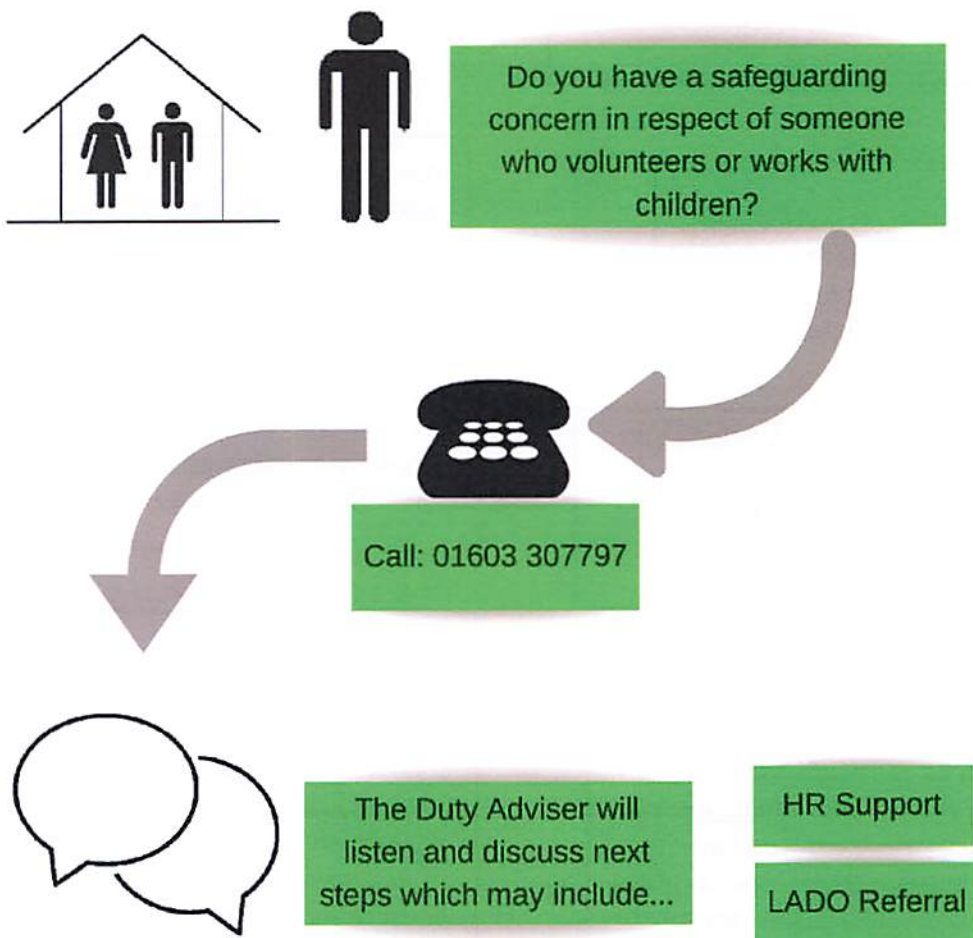 Do you have a safeguarding
concern in respect of someone
who volunteers or works with
children?
Call: 01603 307797
The Duty Adviser will
listen and discuss next
steps which may include...
HR Support
LADO Referral